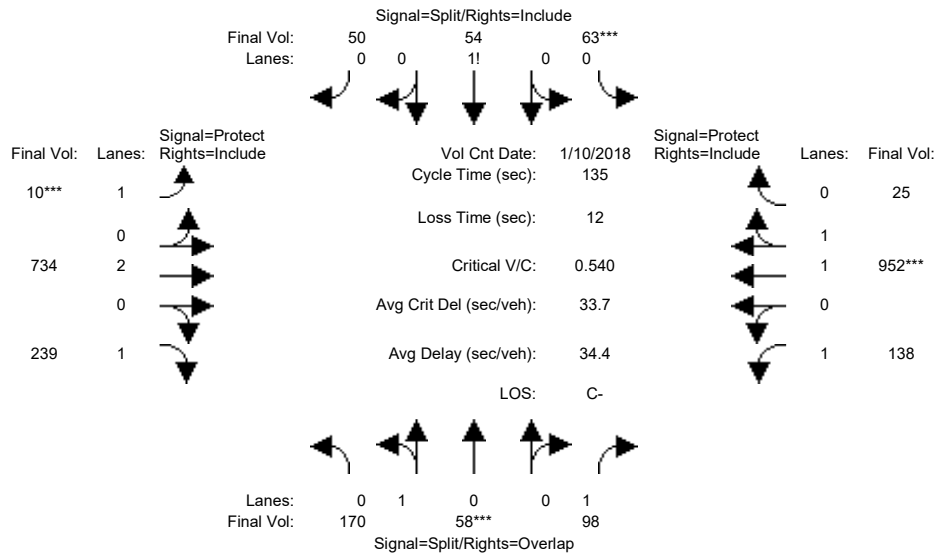 Signal=Split/Rights=Include
Final Vol: 50 54 63***
Lanes: 0 0 1! 0 0
Signal=Protect Signal=Protect
Final Vol: Lanes: Rights=Include Vol Cnt Date: 1/10/2018 Rights=Include Lanes: Final Vol:
Cycle Time (sec): 135
10*** 1 0 25
Loss Time (sec): 12
0 1
734 2 Critical V/C: 0.540 1 952***
0 Avg Crit Del (sec/veh): 33.7 0
239 1 Avg Delay (sec/veh): 34.4 1 138
LOS: C-
Lanes: 0 1 0 0 1
Final Vol: 170 58*** 98
Signal=Split/Rights=Overlap